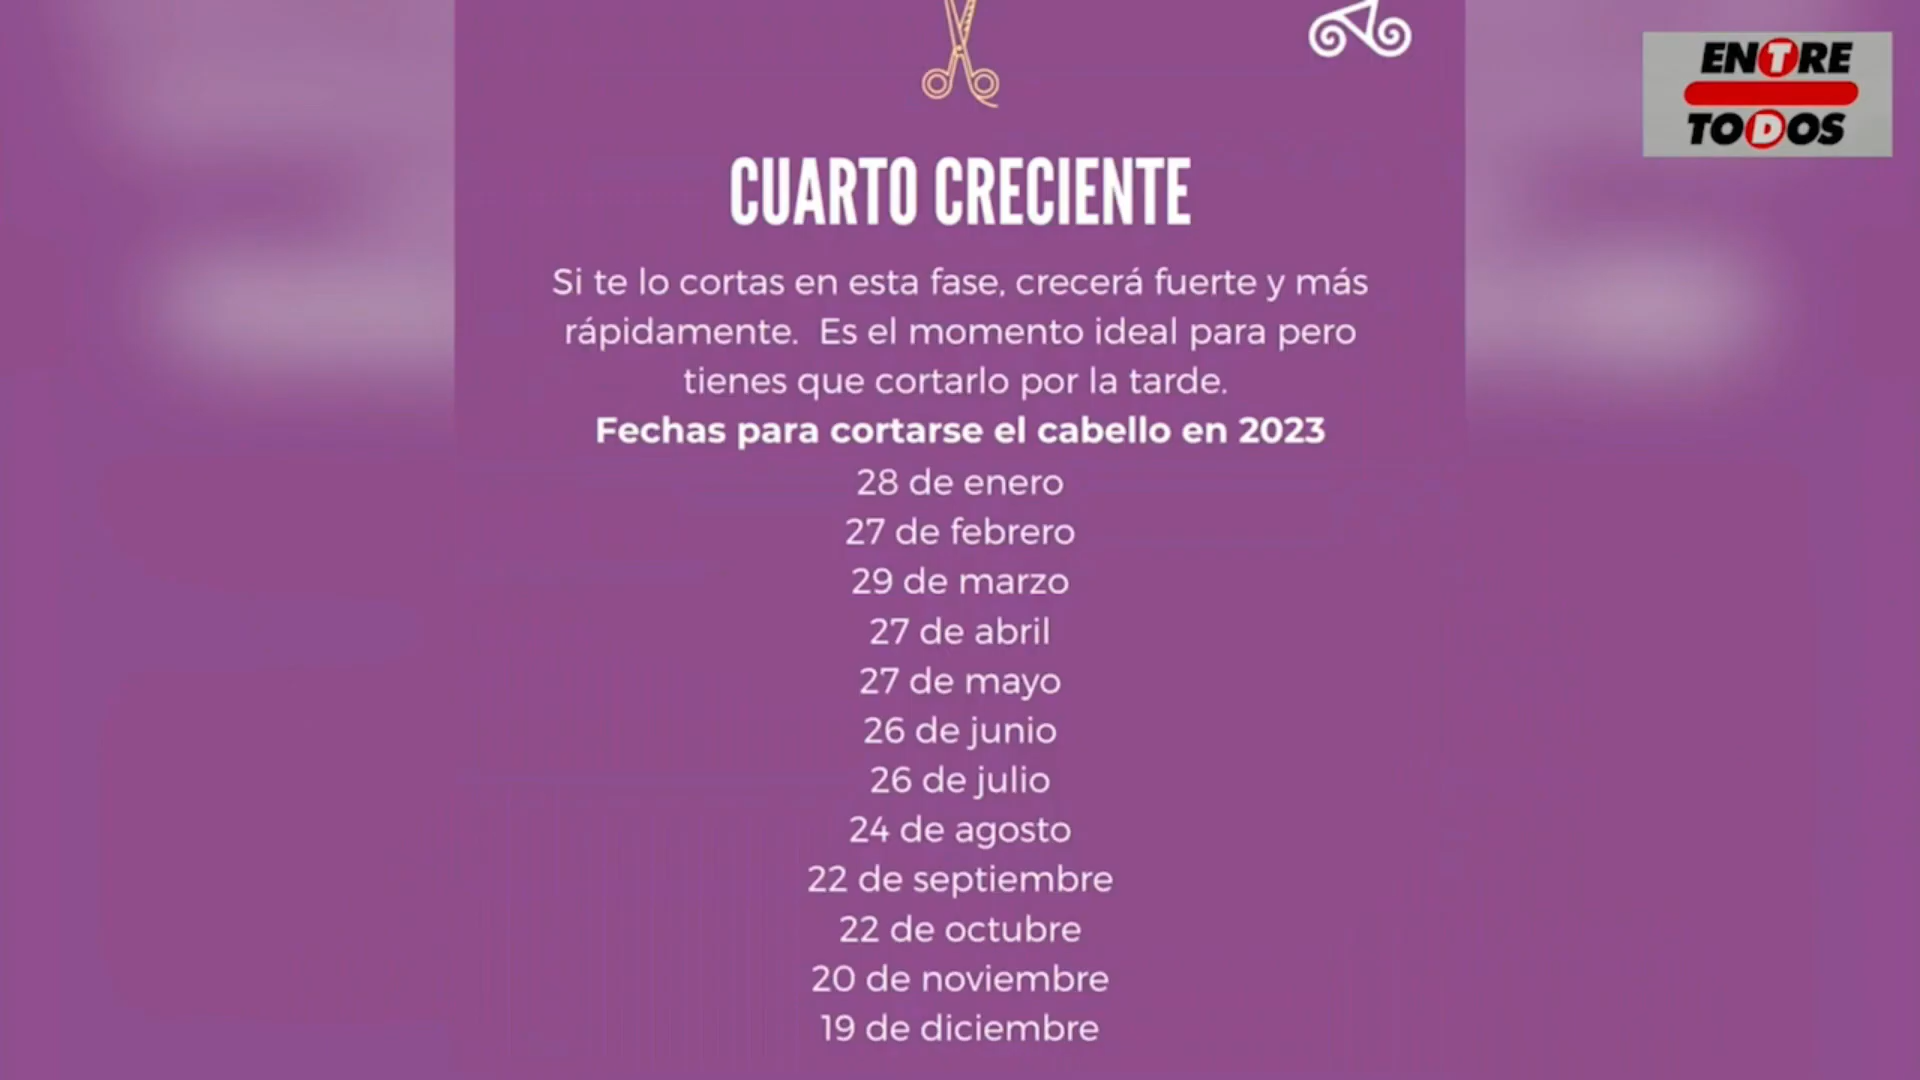 ENTRE
TODOS
CUARTO CRECIENTE
Si te lo cortas en esta fase, crecerá fuerte y más
rápidamente. Es el momento ideal para pero
tienes que cortarlo por la tarde.
Fechas para cortarse el cabello en 2023
28 de enero
27 de febrero
29 de marzo
27 de abril
27 de mayo
26 de junio
26 de julio
24 de agosto
22 de septiembre
22 de octubre
20 de noviembre
19 de diciembre